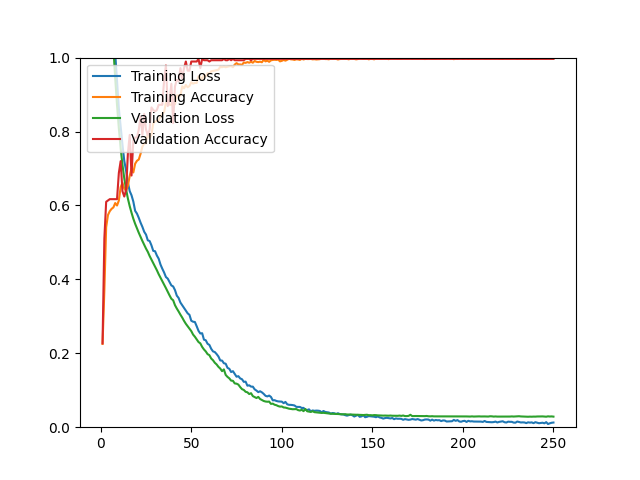 1.0
0.8
0.6
0.4
0.2
0.0
Training Loss
Training Accuracy
Validation Loss
Validation Accuracy
0 50 100 150 200 250